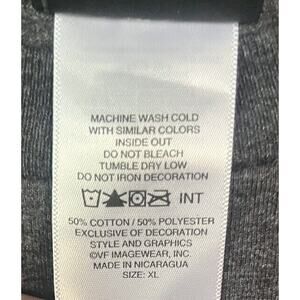 MACHINE WASH COLD
WITH SIMILAR COLORS
INSIDE OUT
DO NOT BLEACH
TUMBLE DRY LOW
DO NOT IRON DECORATION
INT
50% COTTON / 50% POLYESTER
EXCLUSIVE OF DECORATION
STYLE AND GRAPHICS
©VF IMAGEWEAR, INC.
MADE IN NICARAGUA
SIZE: XL